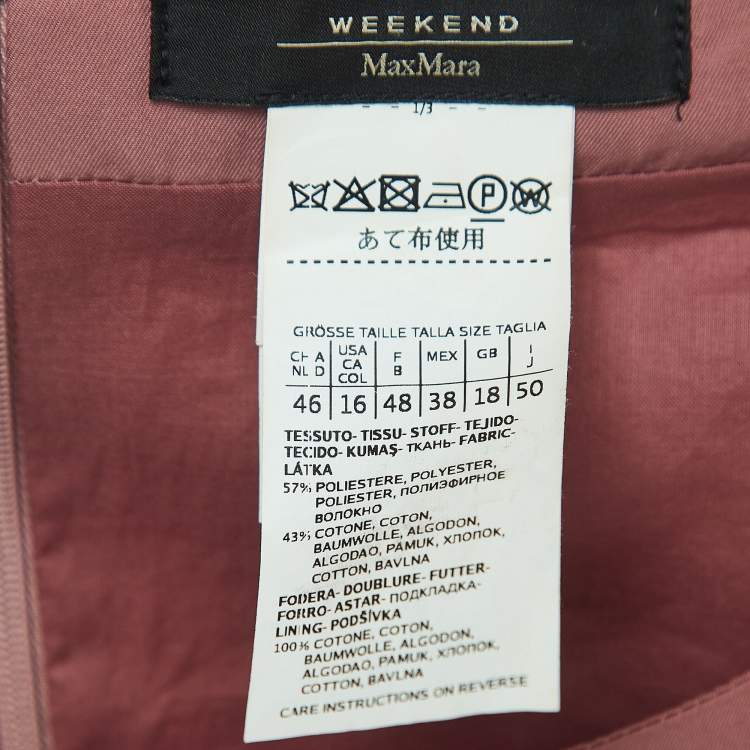 WEEKEND
MaxMara
- - 1/3 - -
P W
あて布使用
GRÖSSE TAILLE TALLA SIZE TAGLIA
CH A NL D USA CA COL F B MEX GB I J
46 16 48 38 18 50
TESSUTO- TISSU- STOFF- TEJIDO-
TECIDO- KUMAŞ- ТКАНЬ- FABRIC-
LÁTKA
57% POLIESTERE, POLYESTER,
POLIESTER, ПОЛИЭФИРНОЕ
ВОЛОКНО
43% COTONE, COTON,
BAUMWOLLE, ALGODON,
ALGODAO, PAMUK, ХЛОПОК,
COTTON, BAVLNA
FODERA- DOUBLURE- FUTTER-
FORRO- ASTAR- ПОДКЛАДКА-
LINING- PODŠÍVKA
100% COTONE, COTON,
BAUMWOLLE, ALGODON,
ALGODAO, PAMUK, ХЛОПОК,
COTTON, BAVLNA
CARE INSTRUCTIONS ON REVERSE